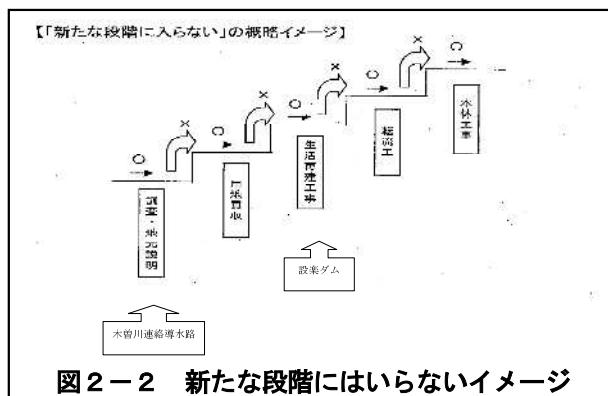 【「新たな段階に入らない」の概略イメージ】
○
×
○
×
○
×
○
×
○
調査・地元説明
用地買収
生活再建工事
転流工
本体工事
設楽ダム
木曽川連絡導水路
図2-2 新たな段階にはいらないイメージ